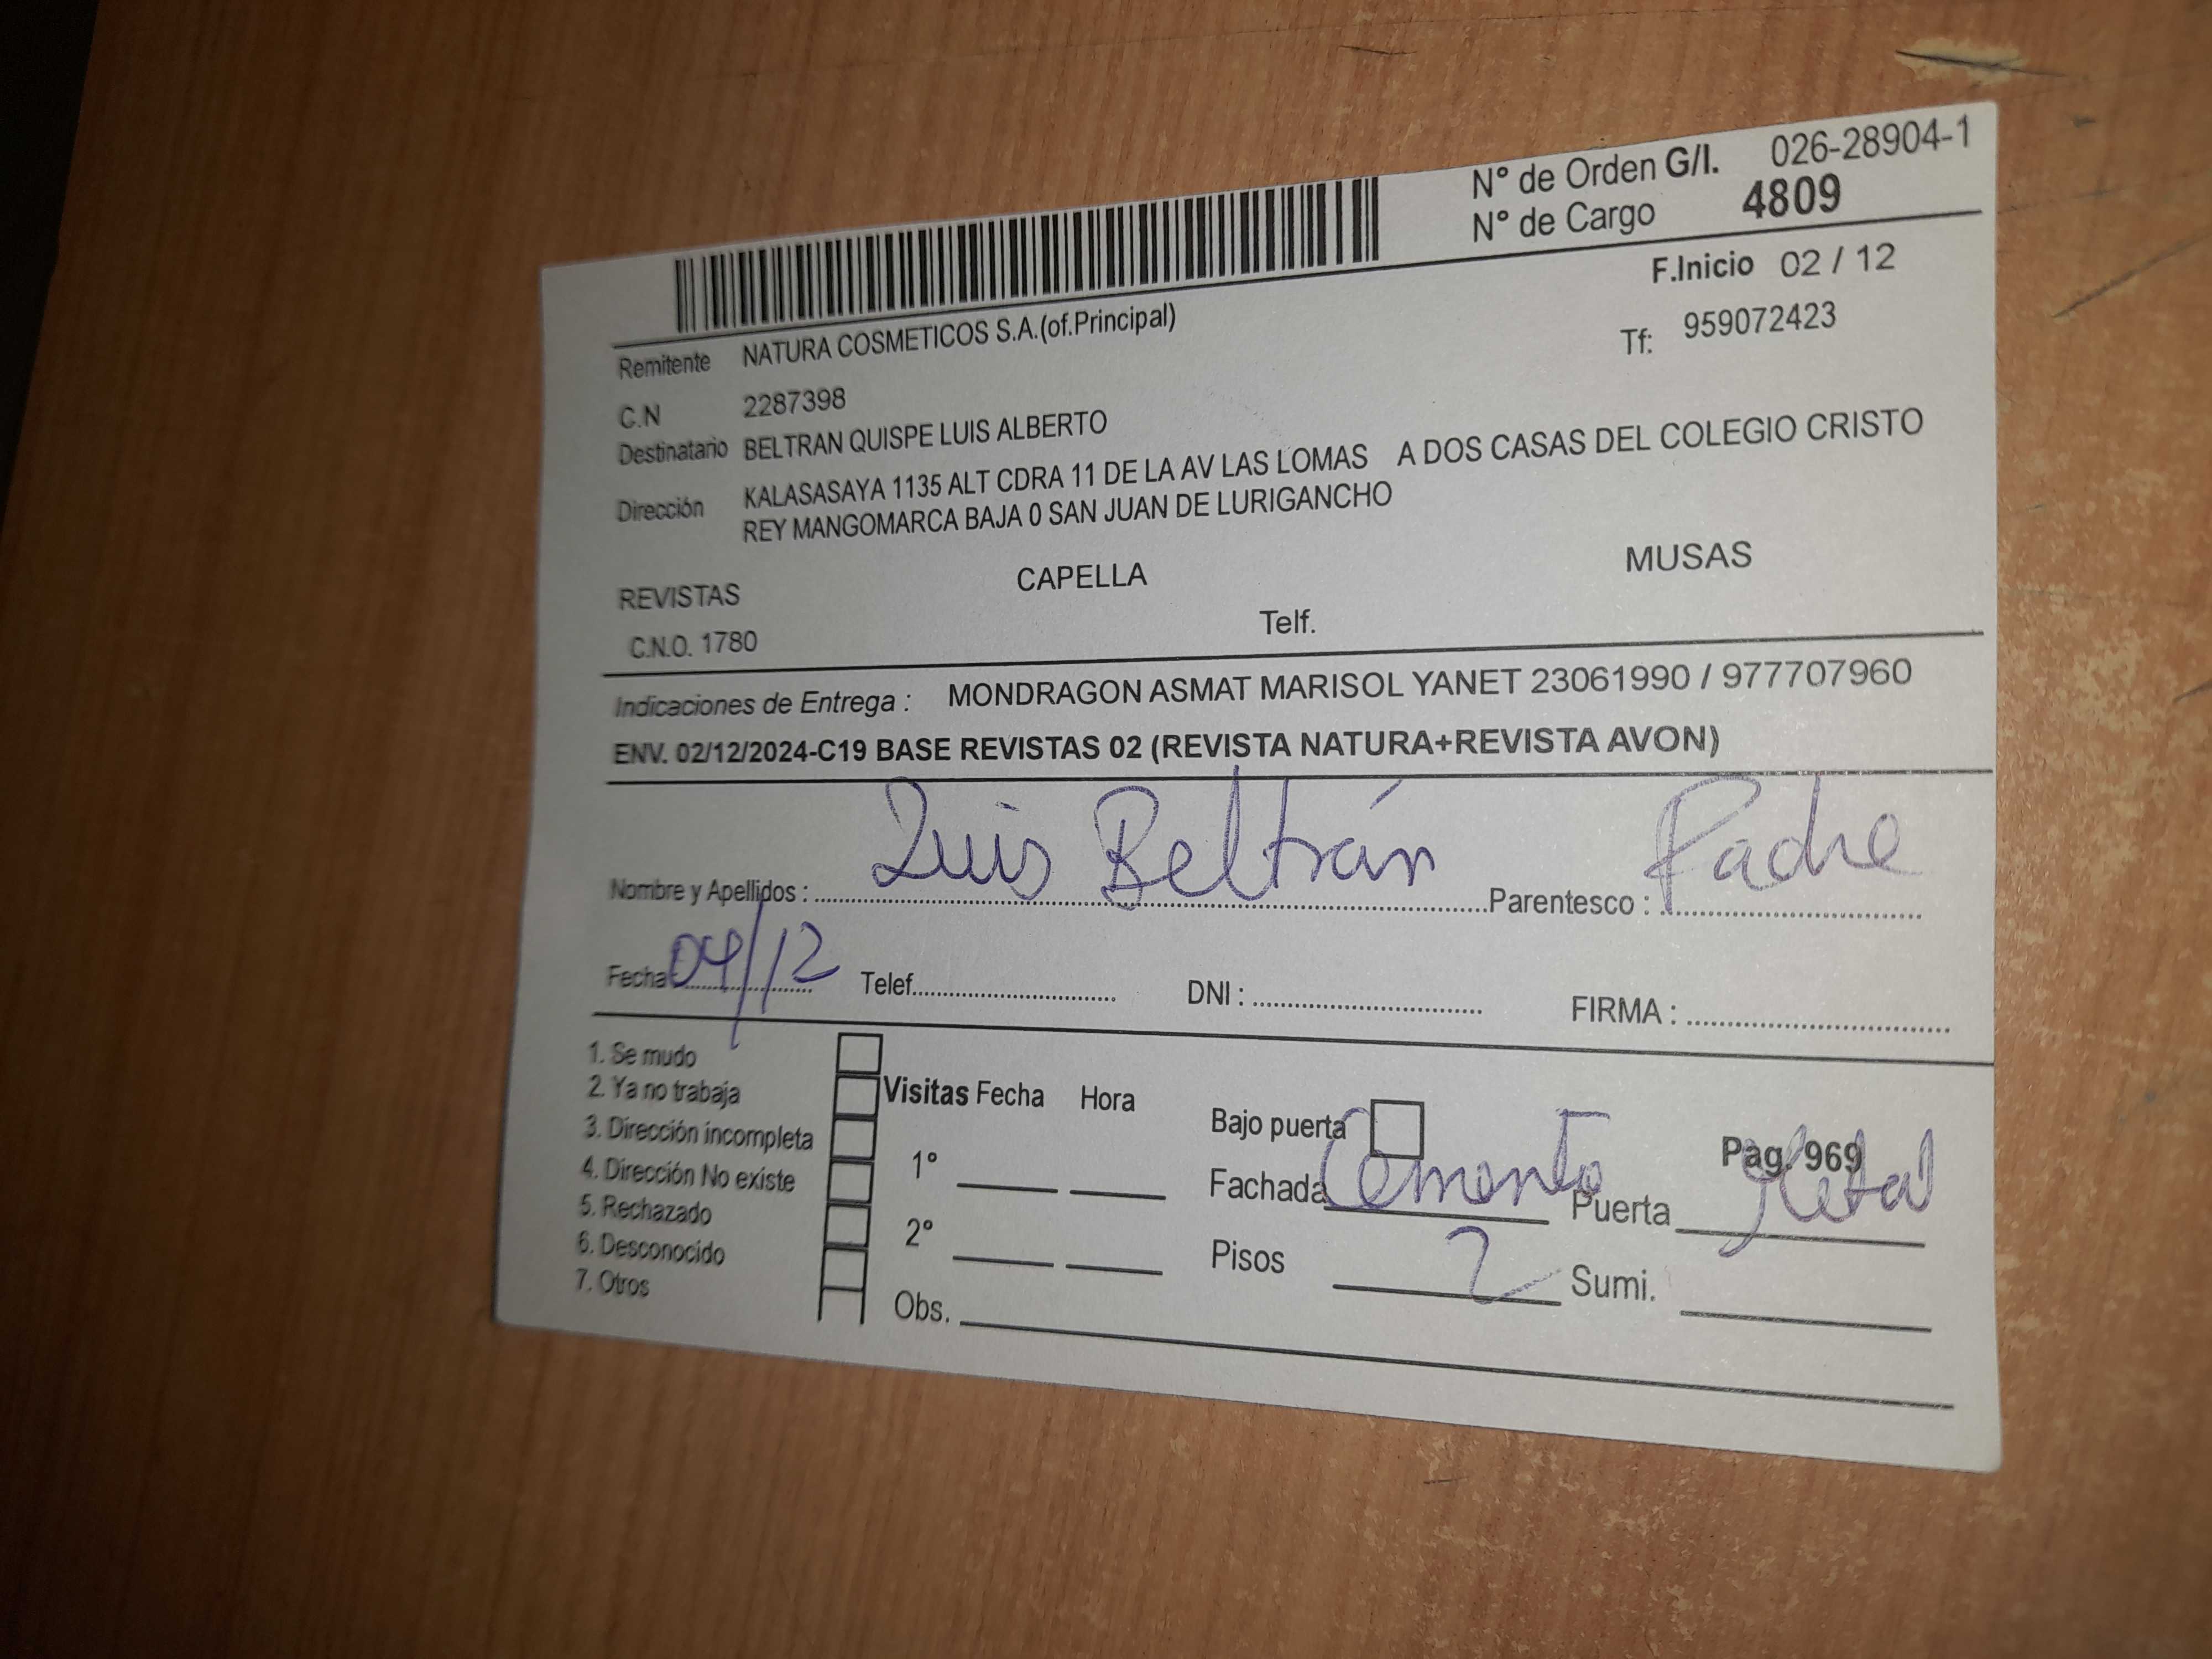 N° de Orden G/I. 026-28904-1
N° de Cargo 4809
F.Inicio 02 / 12
Remitente NATURA COSMETICOS S.A.(of.Principal) Tf: 959072423
C.N 2287398
Destinatario BELTRAN QUISPE LUIS ALBERTO
Dirección KALASASAYA 1135 ALT CDRA 11 DE LA AV LAS LOMAS A DOS CASAS DEL COLEGIO CRISTO
REY MANGOMARCA BAJA 0 SAN JUAN DE LURIGANCHO
REVISTAS CAPELLA MUSAS
C.N.O. 1780 Telf.
Indicaciones de Entrega : MONDRAGON ASMAT MARISOL YANET 23061990 / 977707960
ENV. 02/12/2024-C19 BASE REVISTAS 02 (REVISTA NATURA+REVISTA AVON)
Nombre y Apellidos : Luis Beltrán Parentesco : Padre
Fecha 04/12 Telef. DNI : FIRMA :
1. Se mudo
2. Ya no trabaja Visitas Fecha Hora Bajo puerta Pag. 969
3. Dirección incompleta
4. Dirección No existe 1° Fachada Cemento Puerta Metal
5. Rechazado
6. Desconocido 2° Pisos 2 Sumi.
7. Otros Obs.